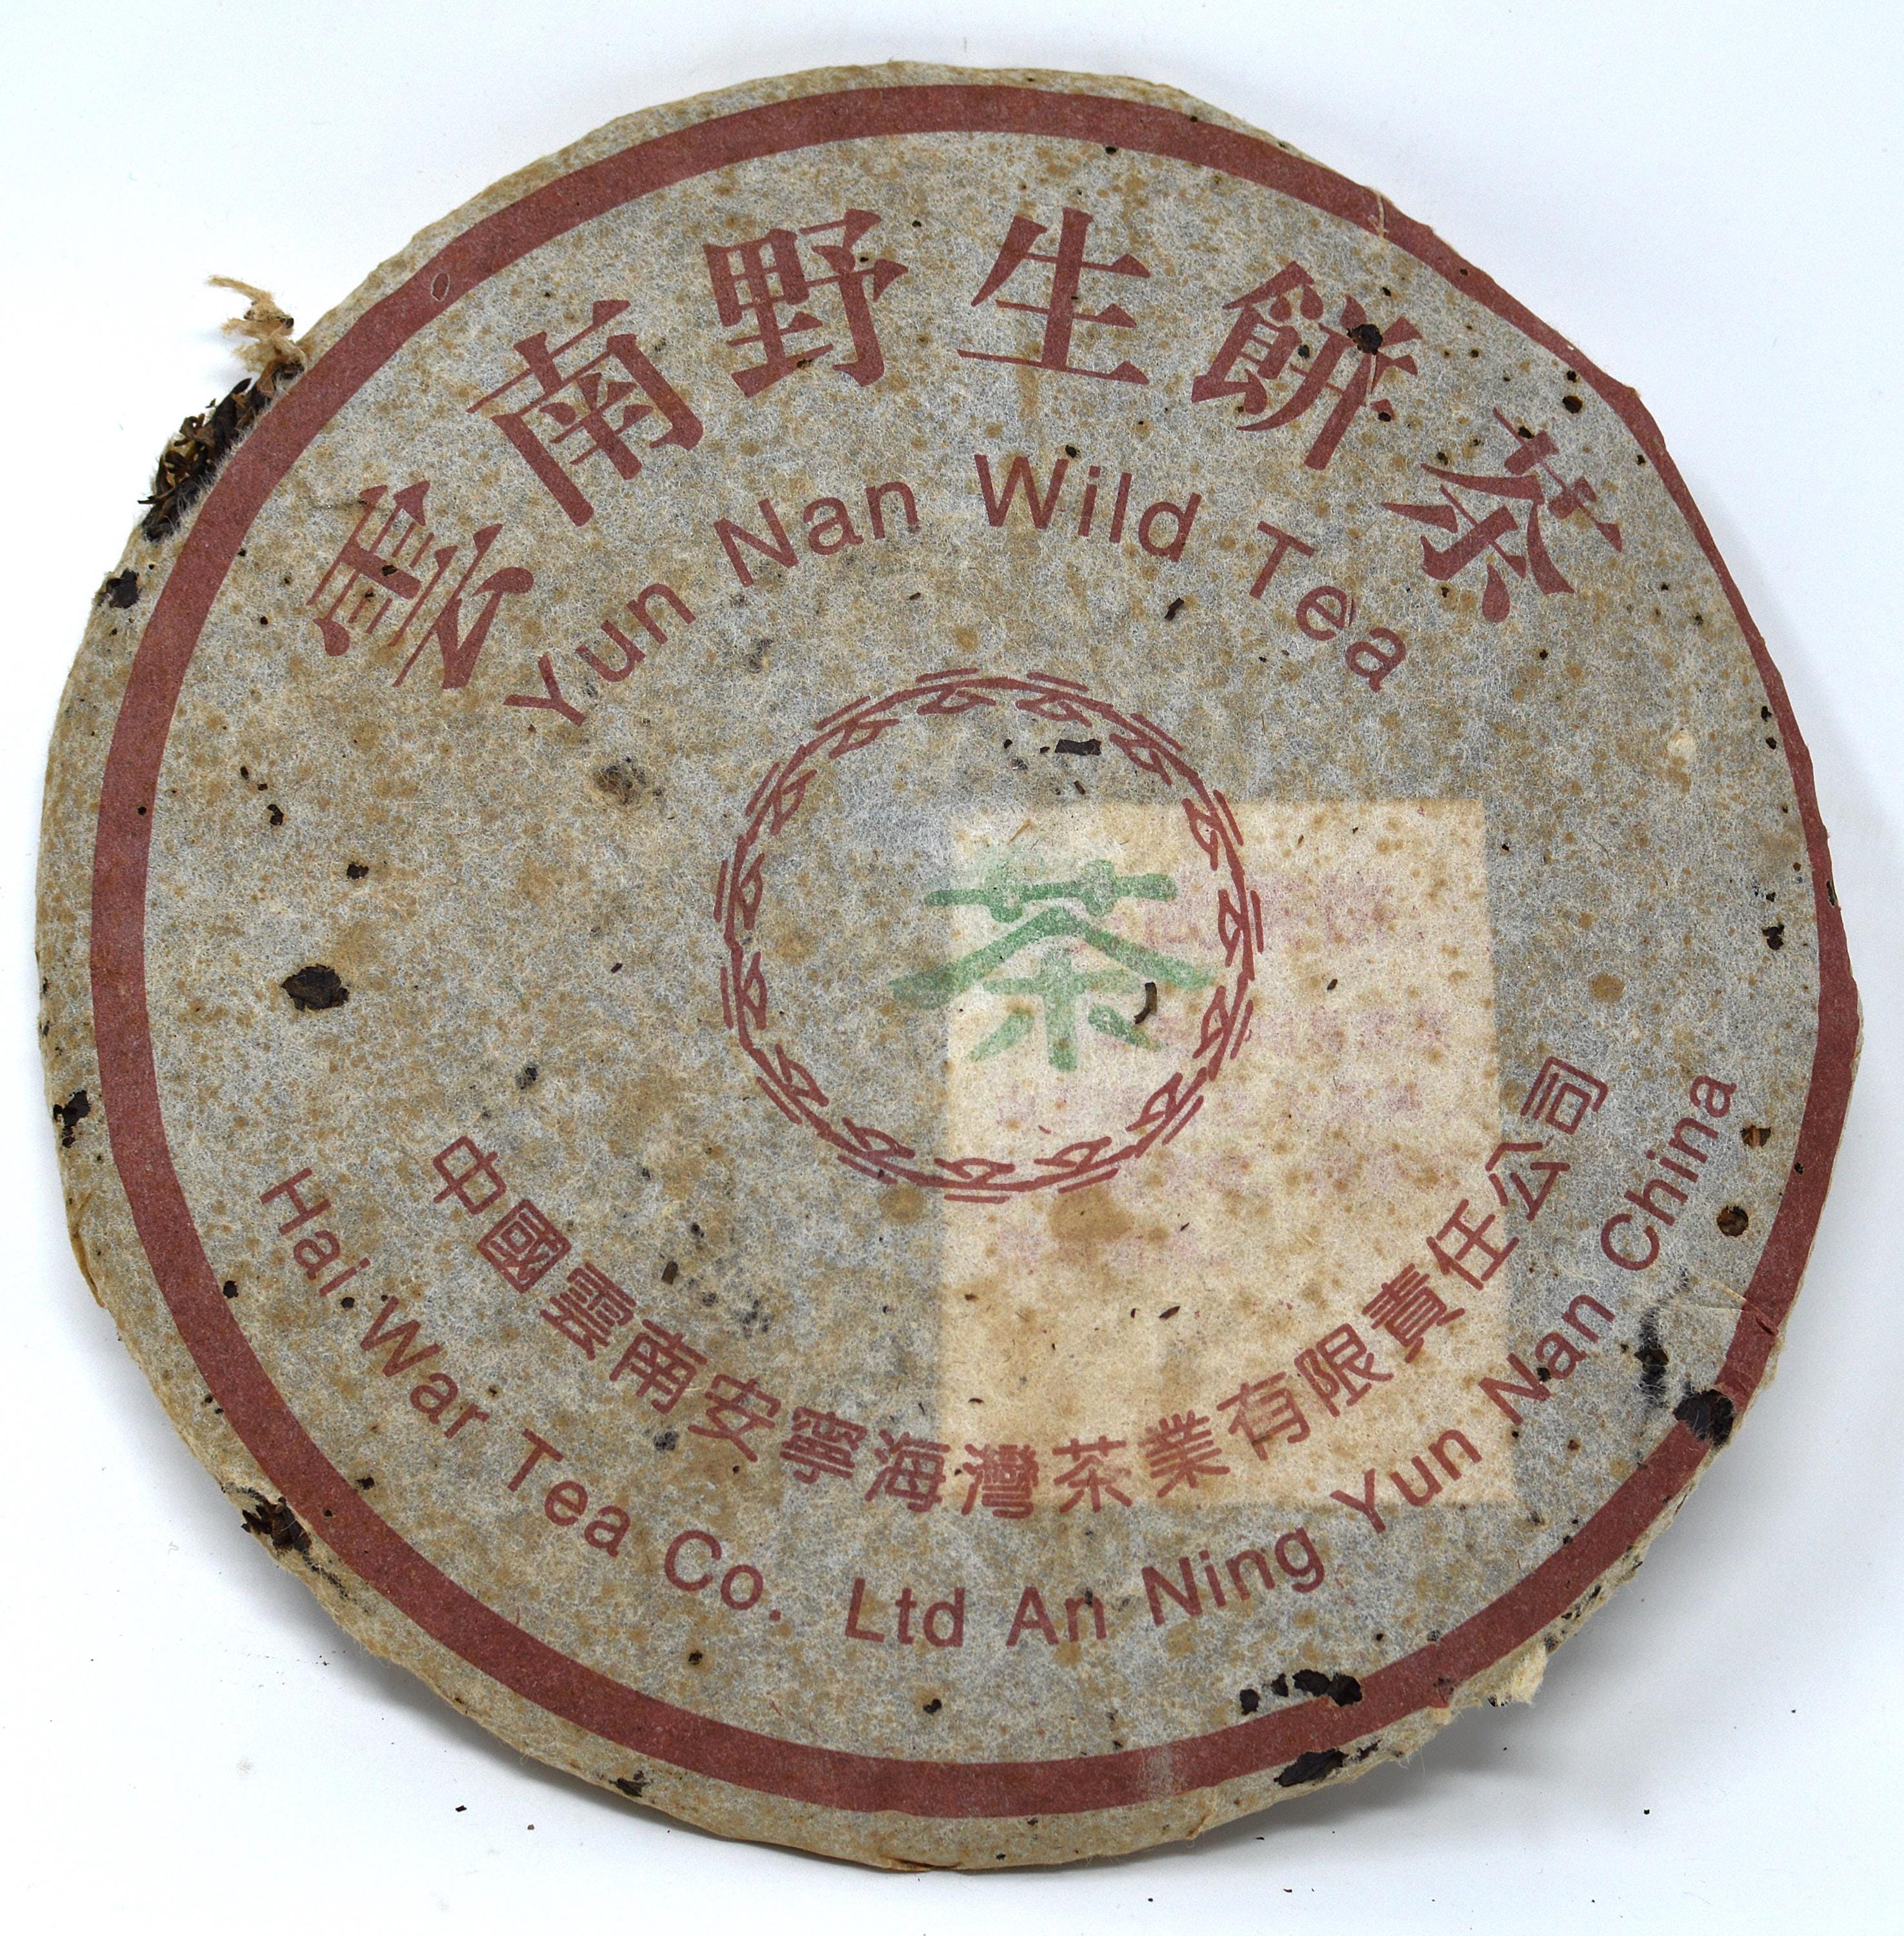 雲南野生餅茶
Yun Nan Wild Tea
茶
中國雲南安寧海灣茶業有限責任公司
Hai.War Tea Co. Ltd An Ning Yun Nan China